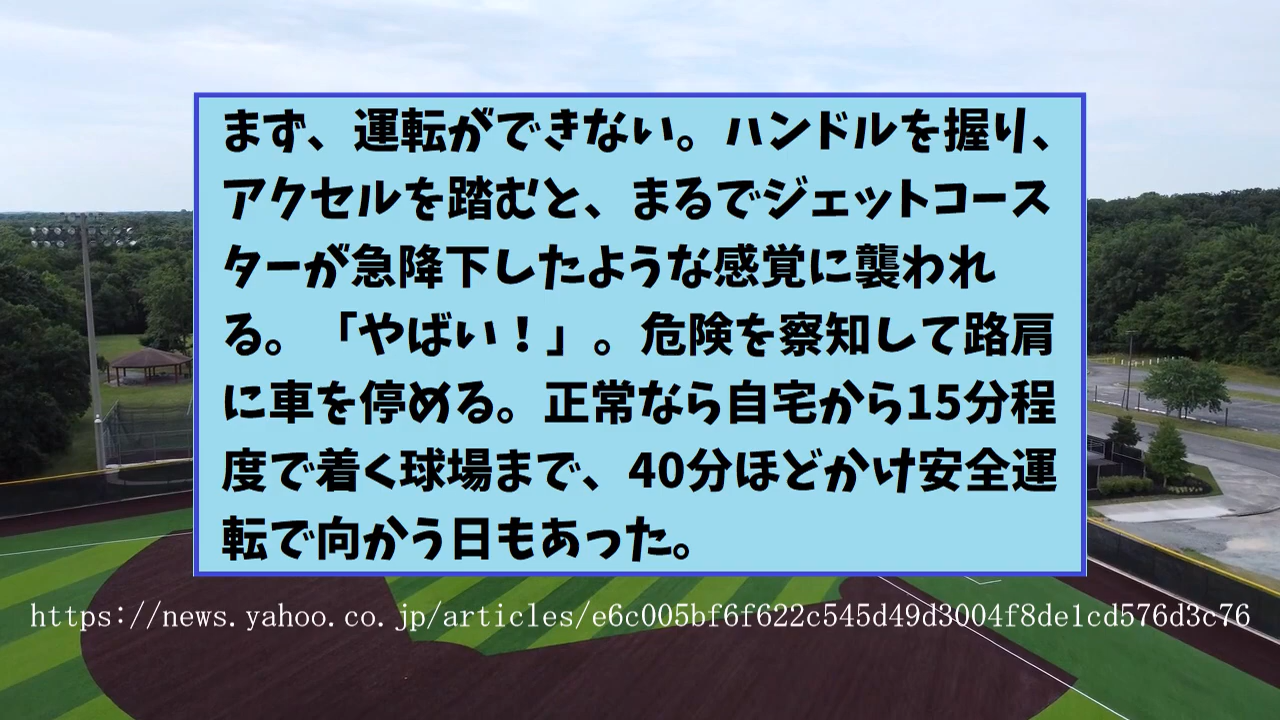 まず、運転ができない。ハンドルを握り、
アクセルを踏むと、まるでジェットコース
ターが急降下したような感覚に襲われ
る。「やばい！」。危険を察知して路肩
に車を停める。正常なら自宅から15分程
度で着く球場まで、40分ほどかけ安全運
転で向かう日もあった。
https://news.yahoo.co.jp/articles/e6c005bf6f622c545d49d3004f8de1cd576d3c76